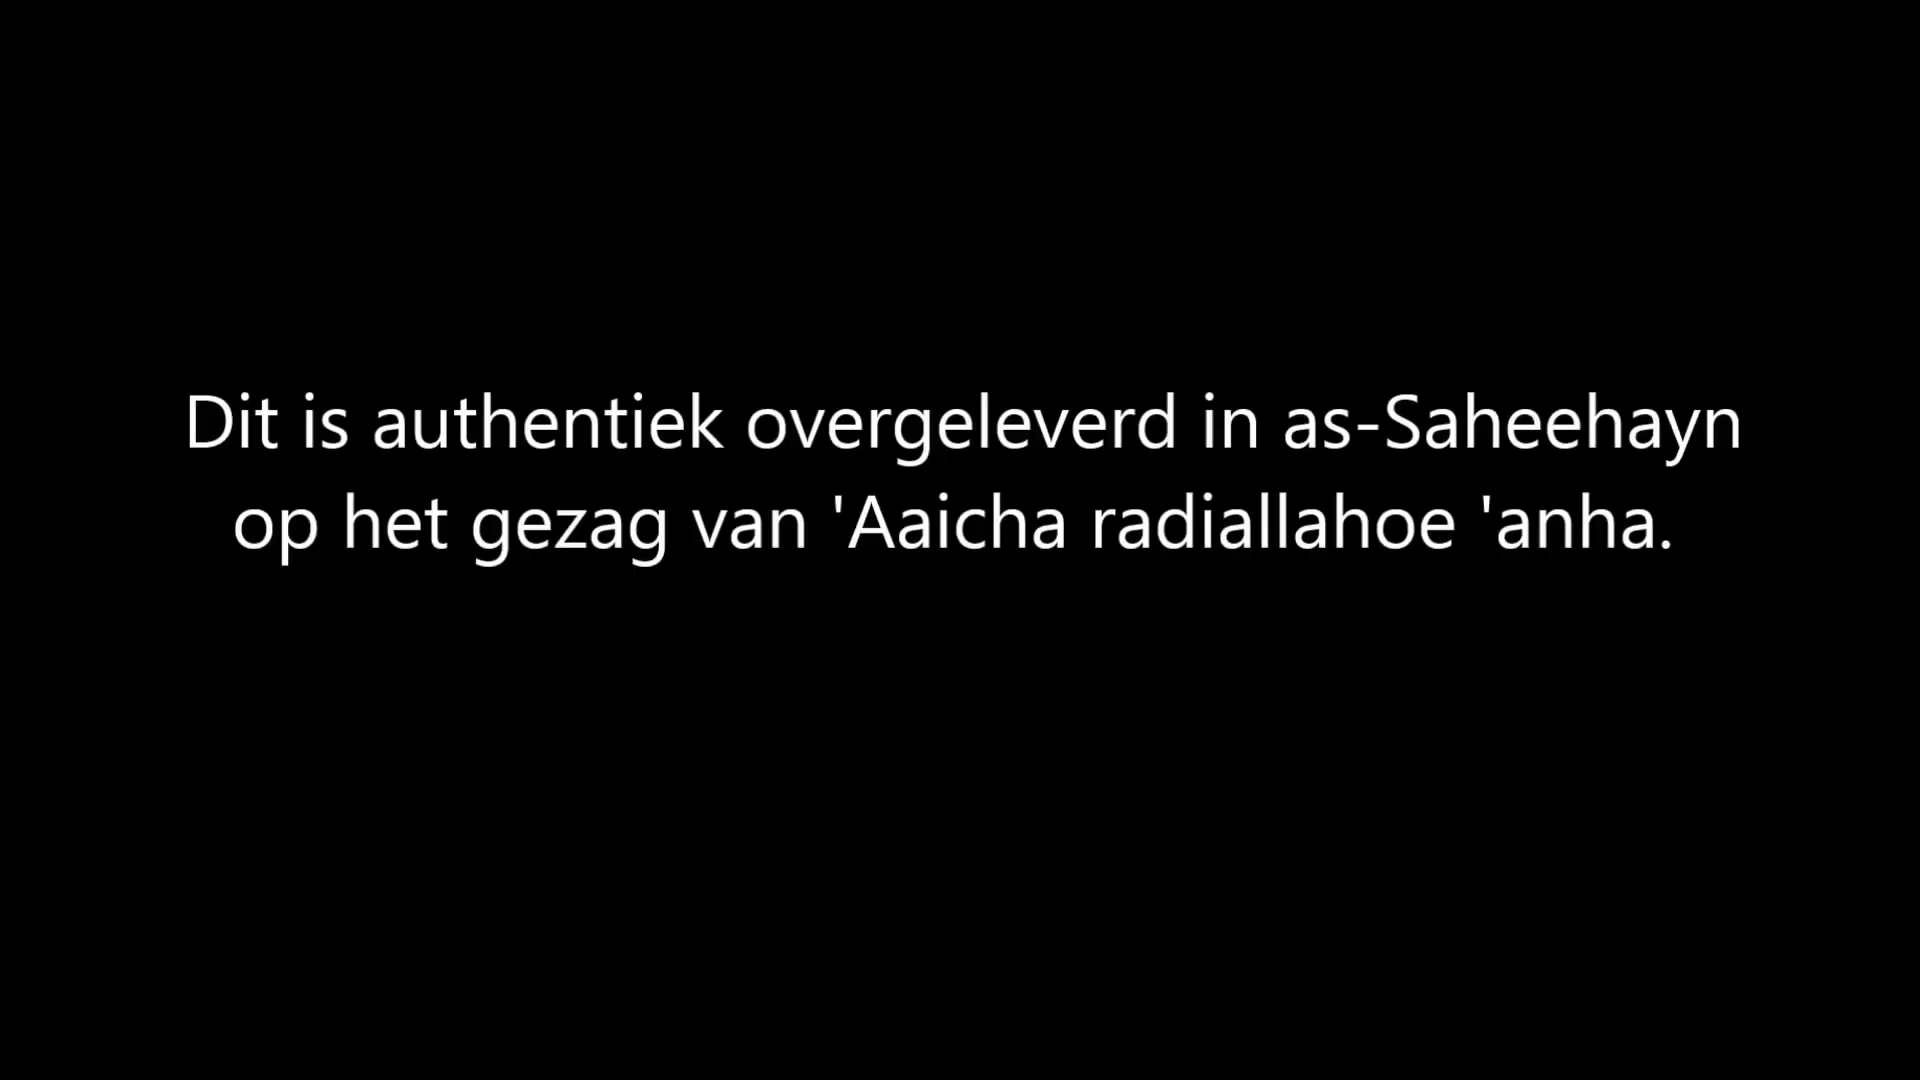 Dit is authentiek overgeleverd in as-Saheehayn
op het gezag van 'Aaicha radiallahoe 'anha.